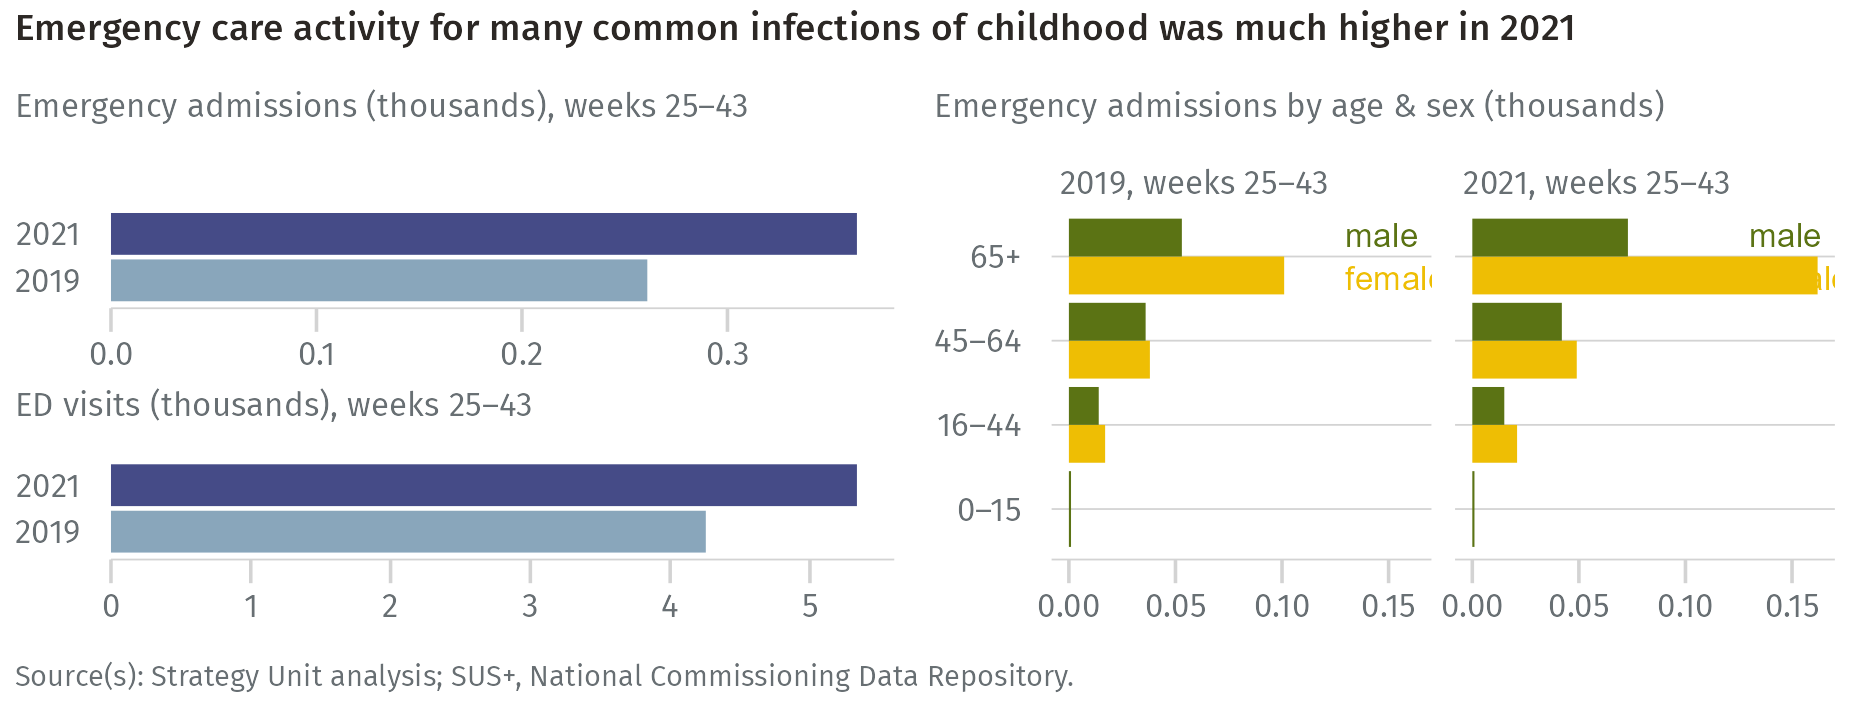 Emergency care activity for many common infections of childhood was much higher in 2021
Emergency admissions (thousands), weeks 25–43
2021
2019
0.0 0.1 0.2 0.3
ED visits (thousands), weeks 25–43
2021
2019
0 1 2 3 4 5
Emergency admissions by age & sex (thousands)
2019, weeks 25–43 2021, weeks 25–43
male male
65+
female
45–64
16–44
0–15
0.00 0.05 0.10 0.15 0.00 0.05 0.10 0.15
Source(s): Strategy Unit analysis; SUS+, National Commissioning Data Repository.